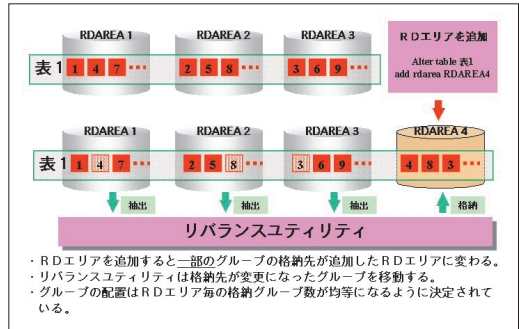 RDAREA 1
RDAREA 2
RDAREA 3
RDエリアを追加
Alter table 表1
add rdarea RDAREA4
表1
1 4 7 ・・・
2 5 8 ・・・
3 6 9 ・・・
RDAREA 1
RDAREA 2
RDAREA 3
RDAREA 4
表1
1 4 7 ・・・
2 5 8 ・・・
3 6 9 ・・・
4 8 3 ・・・
抽出
抽出
抽出
格納
リバランスユティリティ
・RDエリアを追加すると一部のグループの格納先が追加したRDエリアに変わる。
・リバランスユティリティは格納先が変更になったグループを移動する。
・グループの配置はRDエリア毎の格納グループ数が均等になるように決定されて
いる。